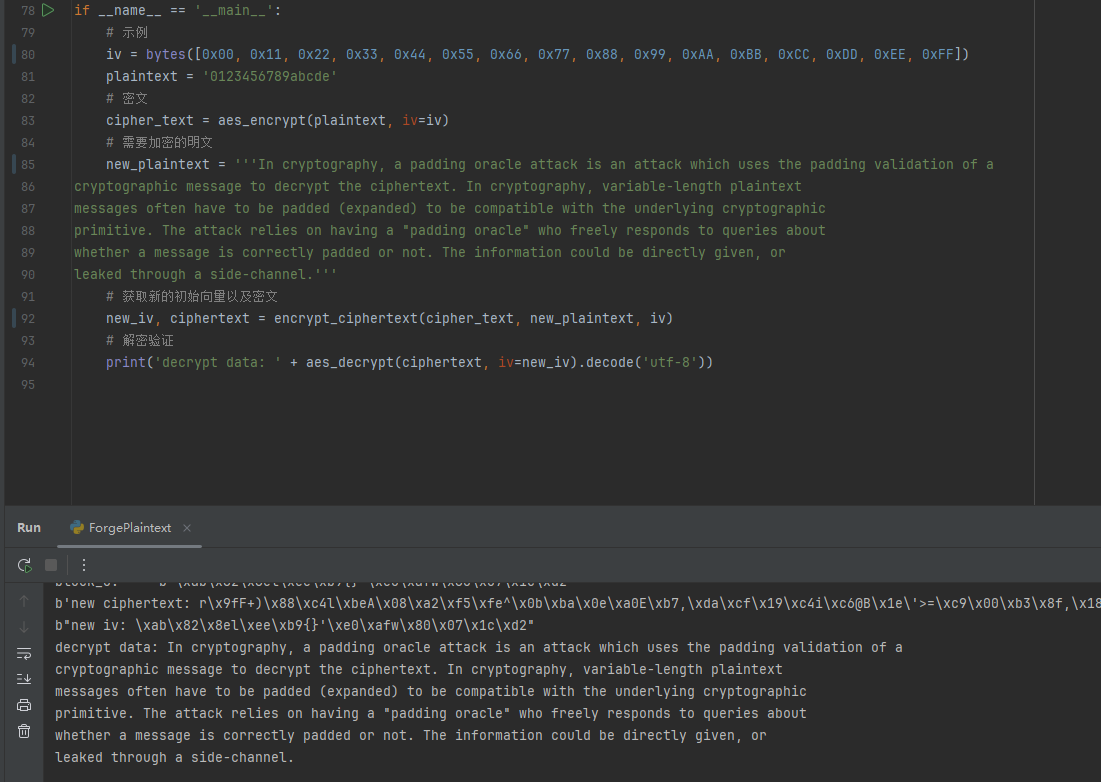 78 if __name__ == '__main__':
79 # 示例
80 iv = bytes([0x00, 0x11, 0x22, 0x33, 0x44, 0x55, 0x66, 0x77, 0x88, 0x99, 0xAA, 0xBB, 0xCC, 0xDD, 0xEE, 0xFF])
81 plaintext = '0123456789abcde'
82 # 密文
83 cipher_text = aes_encrypt(plaintext, iv=iv)
84 # 需要加密的明文
85 new_plaintext = '''In cryptography, a padding oracle attack is an attack which uses the padding validation of a
86 cryptographic message to decrypt the ciphertext. In cryptography, variable-length plaintext
87 messages often have to be padded (expanded) to be compatible with the underlying cryptographic
88 primitive. The attack relies on having a "padding oracle" who freely responds to queries about
89 whether a message is correctly padded or not. The information could be directly given, or
90 leaked through a side-channel.'''
91 # 获取新的初始向量以及密文
92 new_iv, ciphertext = encrypt_ciphertext(cipher_text, new_plaintext, iv)
93 # 解密验证
94 print('decrypt data: ' + aes_decrypt(ciphertext, iv=new_iv).decode('utf-8'))
95
Run ForgePlaintext
b'new ciphertext: r\x9fF+)\x88\xc4l\xbeA\x08\xa2\xf5\xfe^\x0b\xba\x0e\xa0E\xb7,\xda\xcf\x19\xc4i\xc6@B\x1e\'>=\xc9\x00\xb3\x8f,\x18
b"new iv: \xab\x82\x8el\xee\xb9{}'\xe0\xafw\x80\x07\x1c\xd2"
decrypt data: In cryptography, a padding oracle attack is an attack which uses the padding validation of a
cryptographic message to decrypt the ciphertext. In cryptography, variable-length plaintext
messages often have to be padded (expanded) to be compatible with the underlying cryptographic
primitive. The attack relies on having a "padding oracle" who freely responds to queries about
whether a message is correctly padded or not. The information could be directly given, or
leaked through a side-channel.